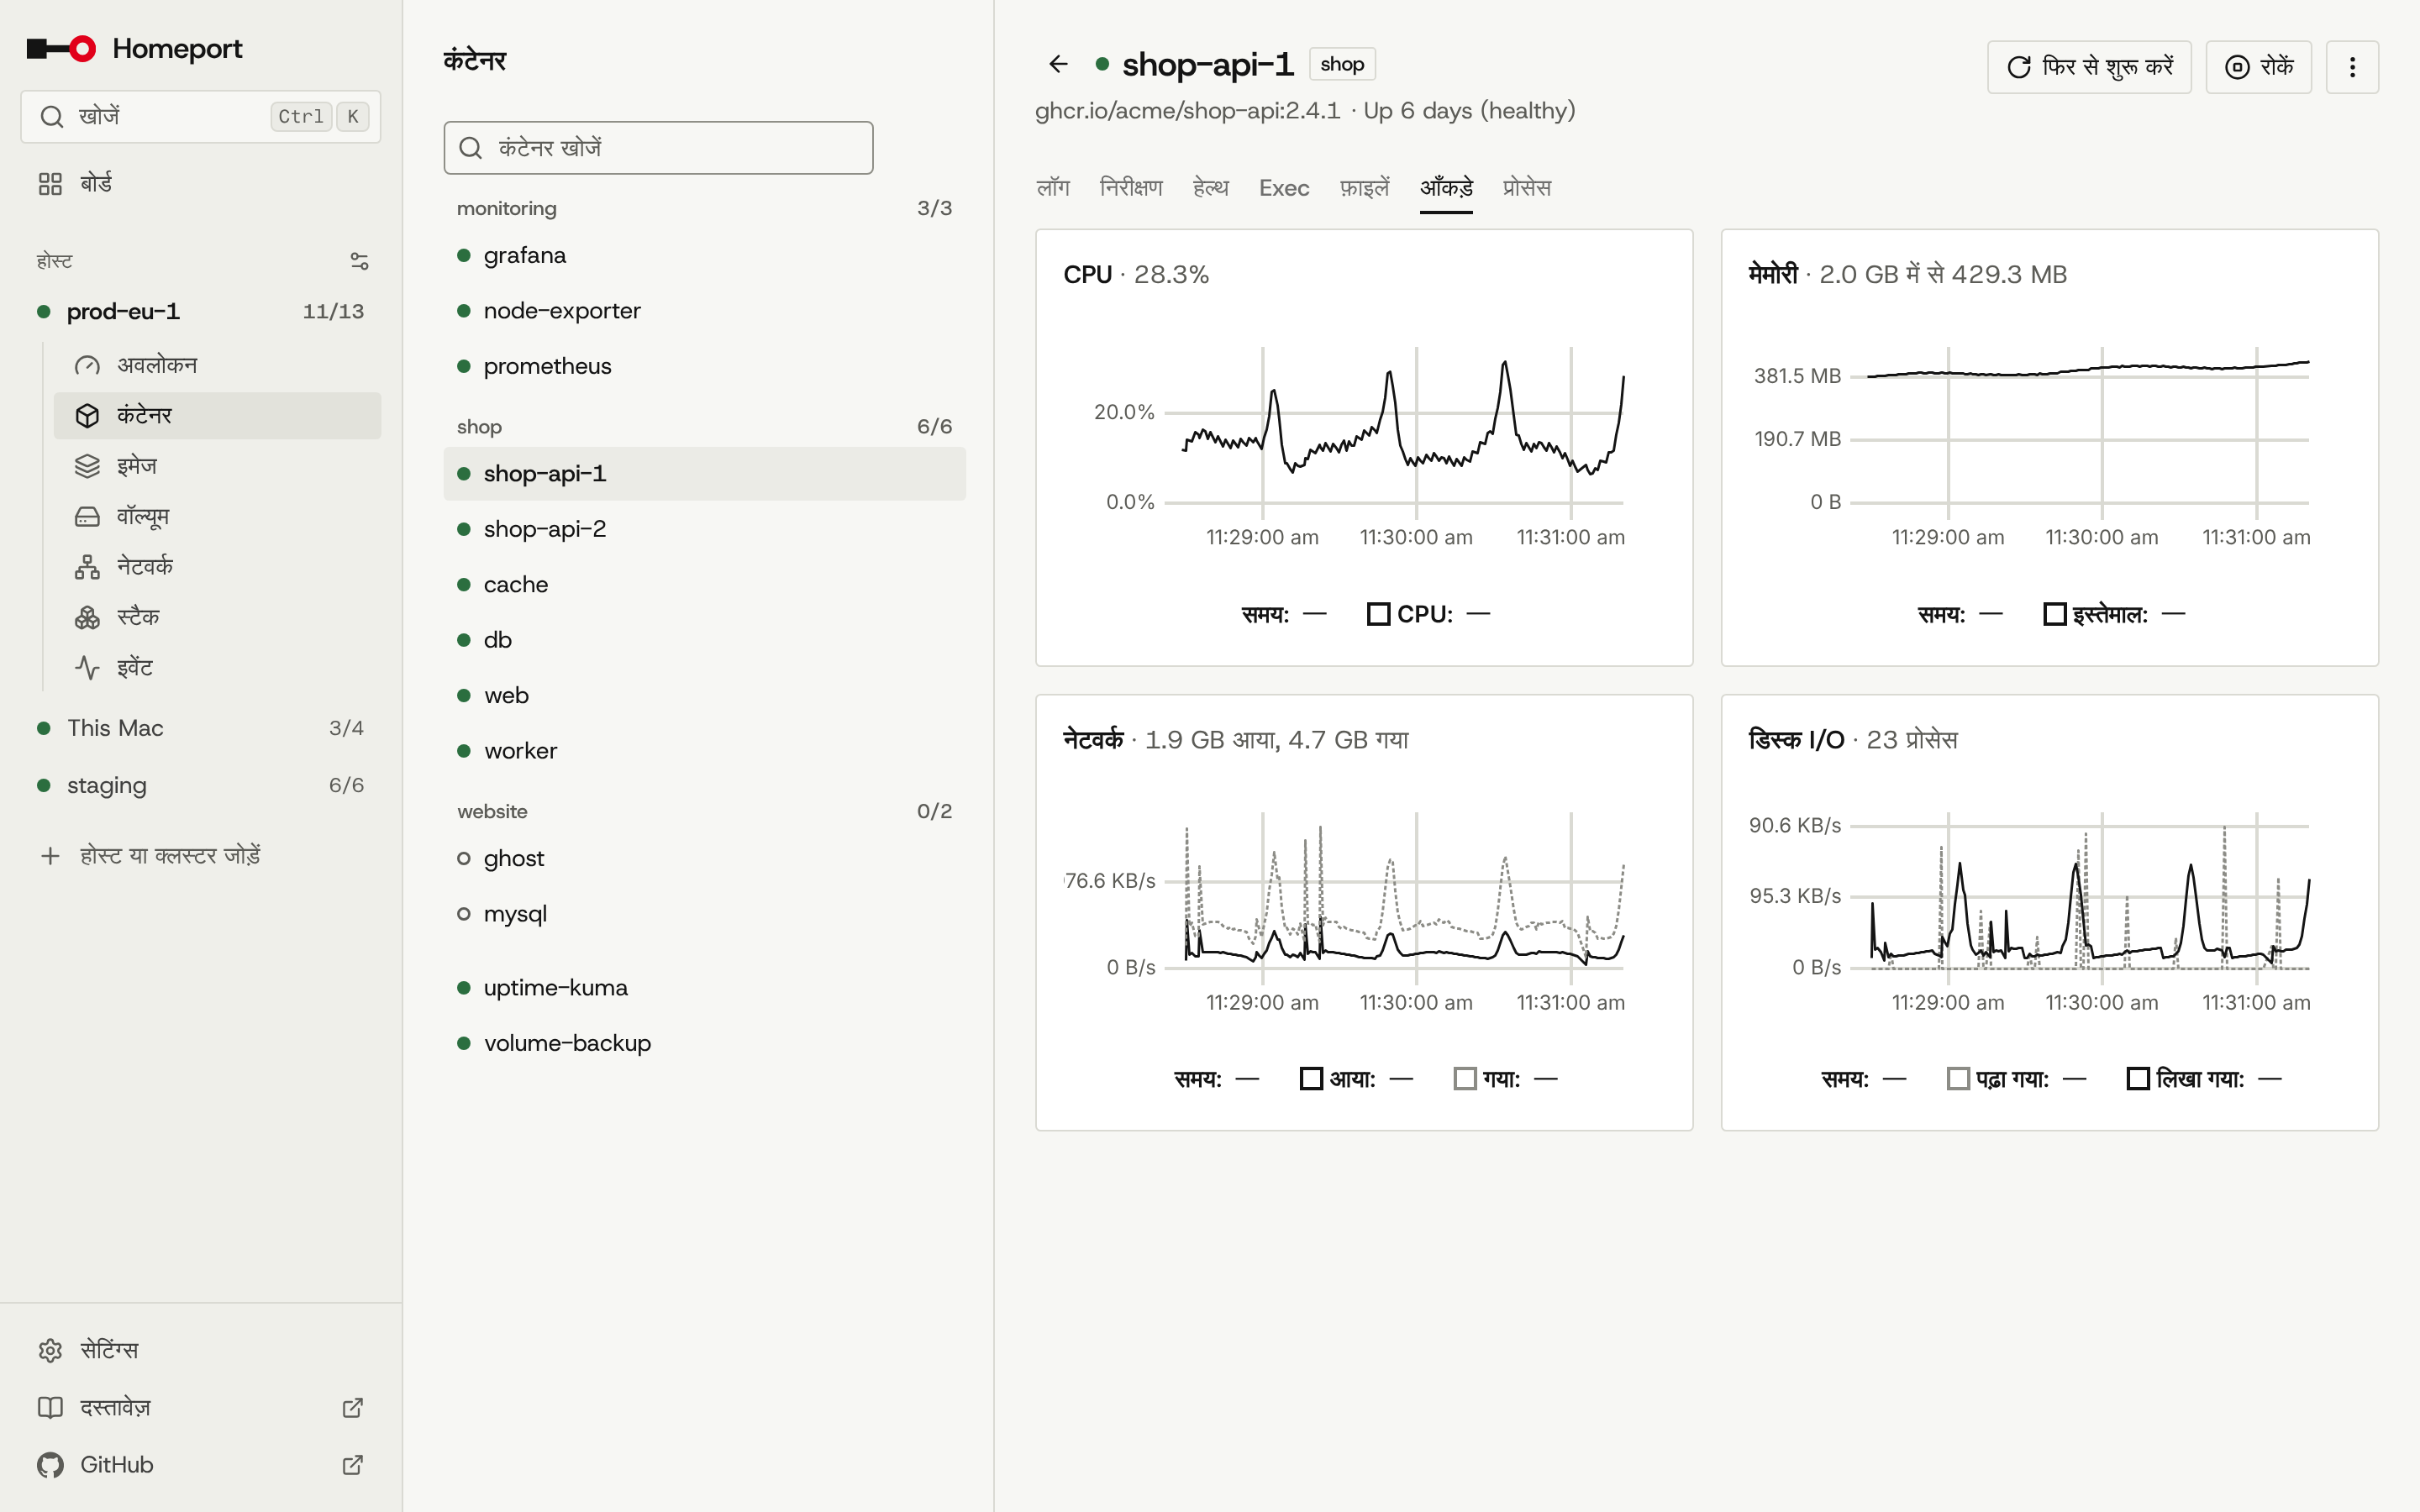 Homeport
खोजें Ctrl K
बोर्ड
होस्ट
prod-eu-1 11/13
अवलोकन
कंटेनर
इमेज
वॉल्यूम
नेटवर्क
स्टैक
इवेंट
This Mac 3/4
staging 6/6
होस्ट या क्लस्टर जोड़ें
सेटिंग्स
दस्तावेज़
GitHub
कंटेनर
कंटेनर खोजें
monitoring 3/3
grafana
node-exporter
prometheus
shop 6/6
shop-api-1
shop-api-2
cache
db
web
worker
website 0/2
ghost
mysql
uptime-kuma
volume-backup
shop-api-1 shop
फिर से शुरू करें रोकें
ghcr.io/acme/shop-api:2.4.1 · Up 6 days (healthy)
लॉग निरीक्षण हेल्थ Exec फ़ाइलें आँकड़े प्रोसेस
CPU · 28.3%
20.0%
0.0%
11:29:00 am 11:30:00 am 11:31:00 am
समय: — CPU: —
मेमोरी · 2.0 GB में से 429.3 MB
381.5 MB
190.7 MB
0 B
11:29:00 am 11:30:00 am 11:31:00 am
समय: — इस्तेमाल: —
नेटवर्क · 1.9 GB आया, 4.7 GB गया
76.6 KB/s
0 B/s
11:29:00 am 11:30:00 am 11:31:00 am
समय: — आया: — गया: —
डिस्क I/O · 23 प्रोसेस
90.6 KB/s
95.3 KB/s
0 B/s
11:29:00 am 11:30:00 am 11:31:00 am
समय: — पढ़ा गया: — लिखा गया: —